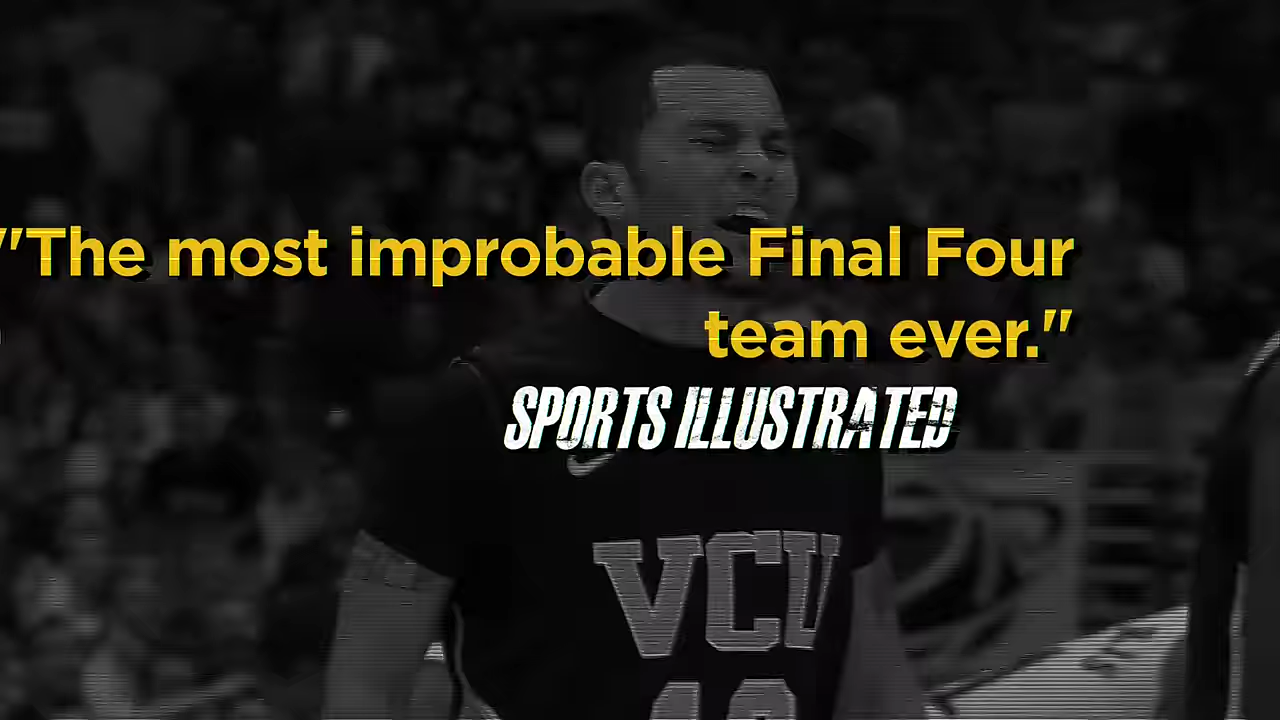 "The most improbable Final Four
team ever."
SPORTS ILLUSTRATED
VCU